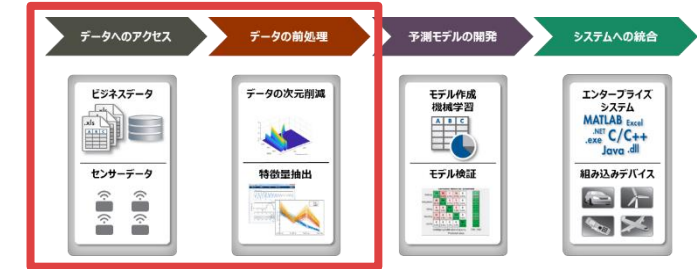 データへのアクセス
データの前処理
予測モデルの開発
システムへの統合
ビジネスデータ
センサーデータ
データの次元削減
特徴量抽出
モデル作成
機械学習
A B C
モデル検証
エンタープライズ
システム
MATLAB Excel
.NET C/C++
.exe Java .dll
組み込みデバイス